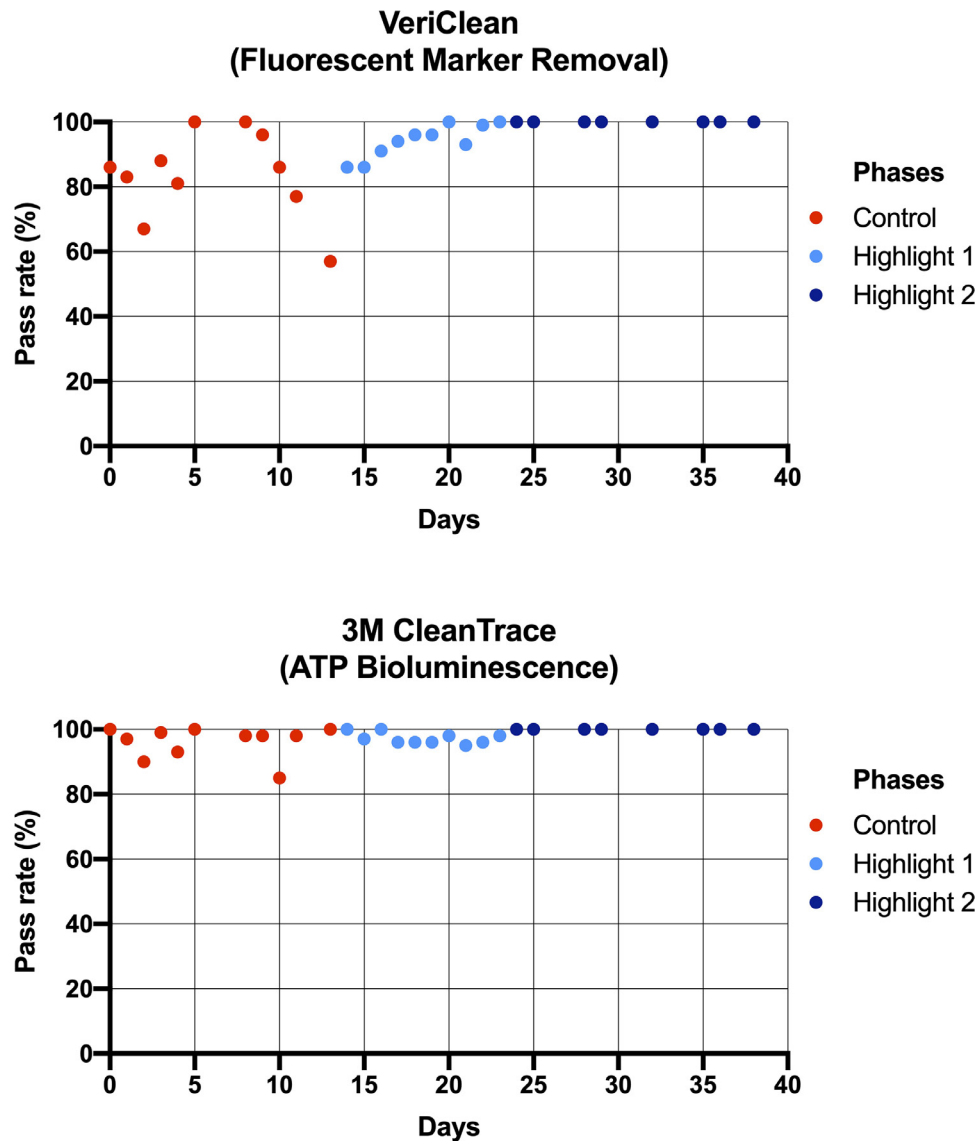 VeriClean
(Fluorescent Marker Removal)
100
80
60
40
20
0
Pass rate (%)
0 5 10 15 20 25 30 35 40
Days
Phases
Control
Highlight 1
Highlight 2
3M CleanTrace
(ATP Bioluminescence)
100
80
60
40
20
0
Pass rate (%)
0 5 10 15 20 25 30 35 40
Days
Phases
Control
Highlight 1
Highlight 2